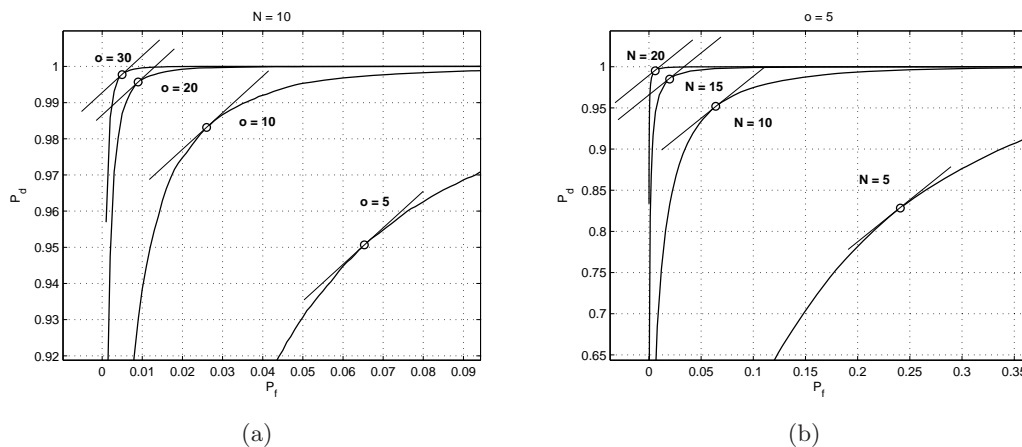 N = 10
1
0.99
0.98
0.97
0.96
0.95
0.94
0.93
0.92
P_d
o = 30
o = 20
o = 10
o = 5
0 0.01 0.02 0.03 0.04 0.05 0.06 0.07 0.08 0.09
P_f
(a)
o = 5
1
0.95
0.9
0.85
0.8
0.75
0.7
0.65
P_d
N = 20
N = 15
N = 10
N = 5
0 0.05 0.1 0.15 0.2 0.25 0.3 0.35
P_f
(b)